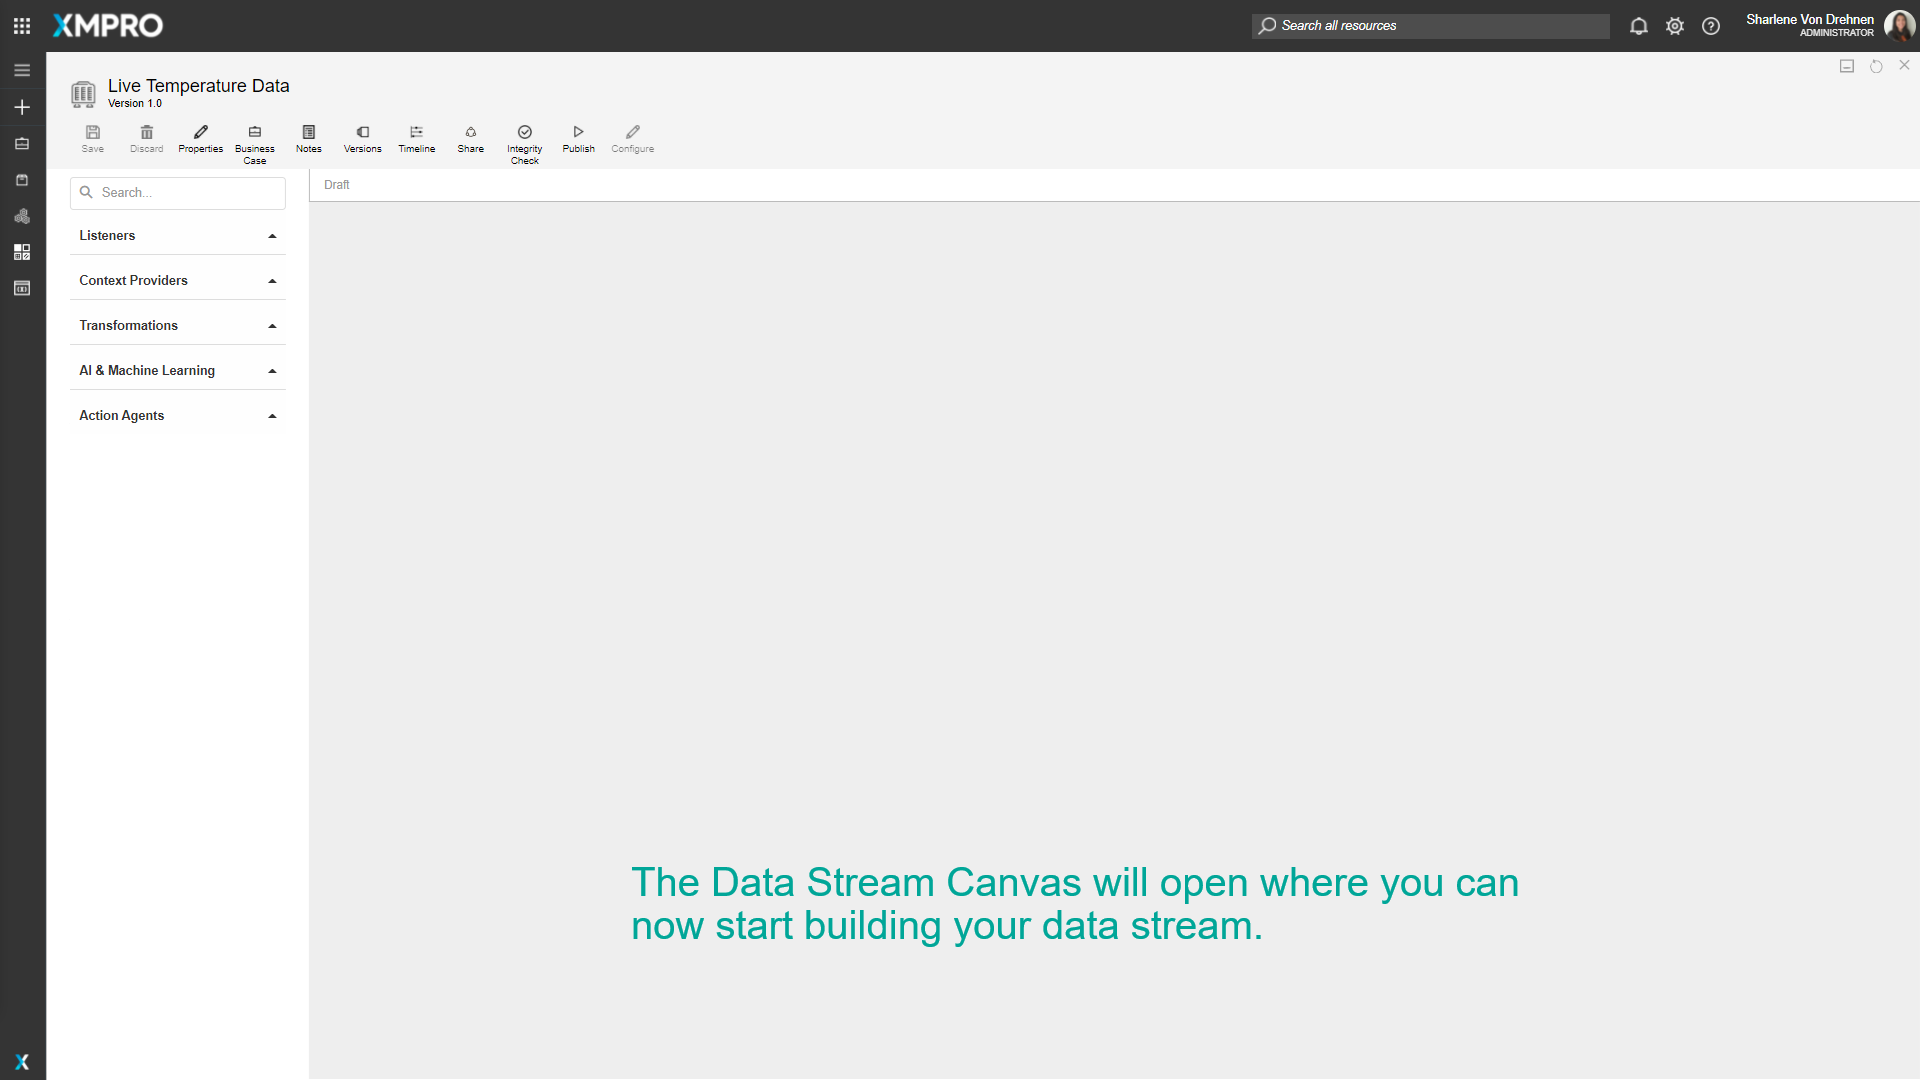 XMPRO
Search all resources
Sharlene Von Drehnen
ADMINISTRATOR
Live Temperature Data
Version 1.0
Save
Discard
Properties
Business
Case
Notes
Versions
Timeline
Share
Integrity
Check
Publish
Configure
Search...
Draft
Listeners
Context Providers
Transformations
AI & Machine Learning
Action Agents
The Data Stream Canvas will open where you can
now start building your data stream.